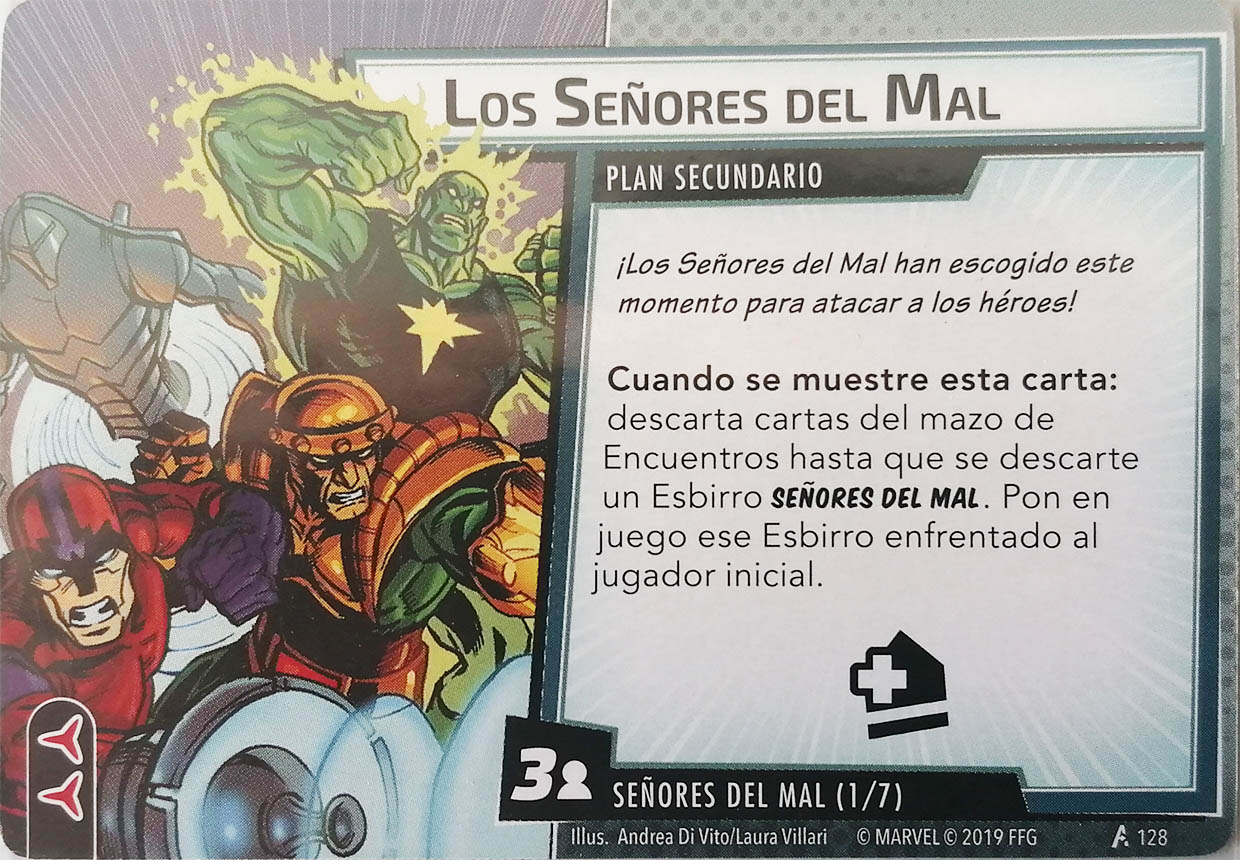 Los Señores del Mal
PLAN SECUNDARIO
¡Los Señores del Mal han escogido este
momento para atacar a los héroes!
Cuando se muestre esta carta:
descarta cartas del mazo de
Encuentros hasta que se descarte
un Esbirro SEÑORES DEL MAL. Pon en
juego ese Esbirro enfrentado al
jugador inicial.
3
SEÑORES DEL MAL (1/7)
Illus. Andrea Di Vito/Laura Villari © MARVEL © 2019 FFG 128